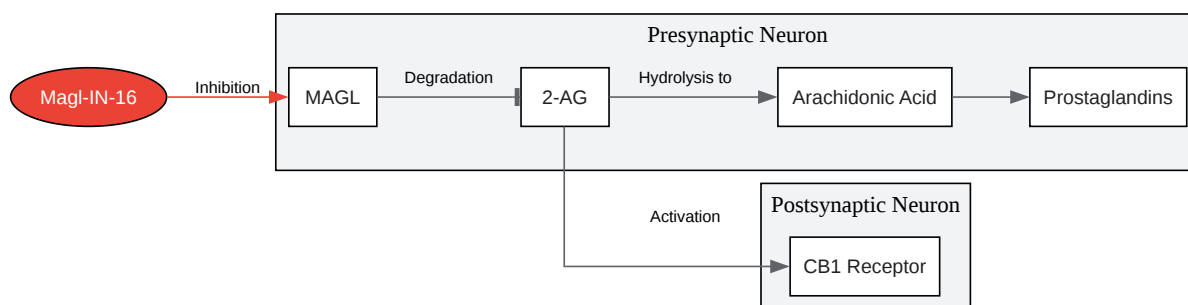 Presynaptic Neuron
Magl-IN-16
Inhibition
MAGL
Degradation
2-AG
Hydrolysis to
Arachidonic Acid
Prostaglandins
Activation
Postsynaptic Neuron
CB1 Receptor